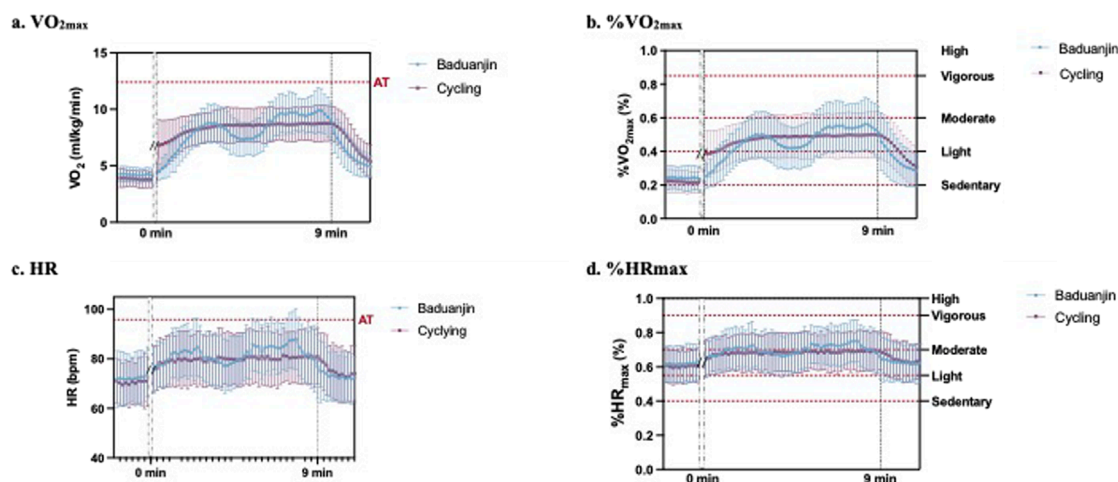 a. VO2max
15
10
5
0
VO2 (ml/kg/min)
0 min
9 min
AT
Baduanjin
Cycling
b. %VO2max
1.0
0.8
0.6
0.4
0.2
0.0
%VO2max (%)
0 min
9 min
High
Vigorous
Moderate
Light
Sedentary
Baduanjin
Cycling
c. HR
100
80
60
40
HR (bpm)
0 min
9 min
AT
Baduanjin
Cyclying
d. %HRmax
1.0
0.8
0.6
0.4
0.2
0.0
%HRmax (%)
0 min
9 min
High
Vigorous
Moderate
Light
Sedentary
Baduanjin
Cycling